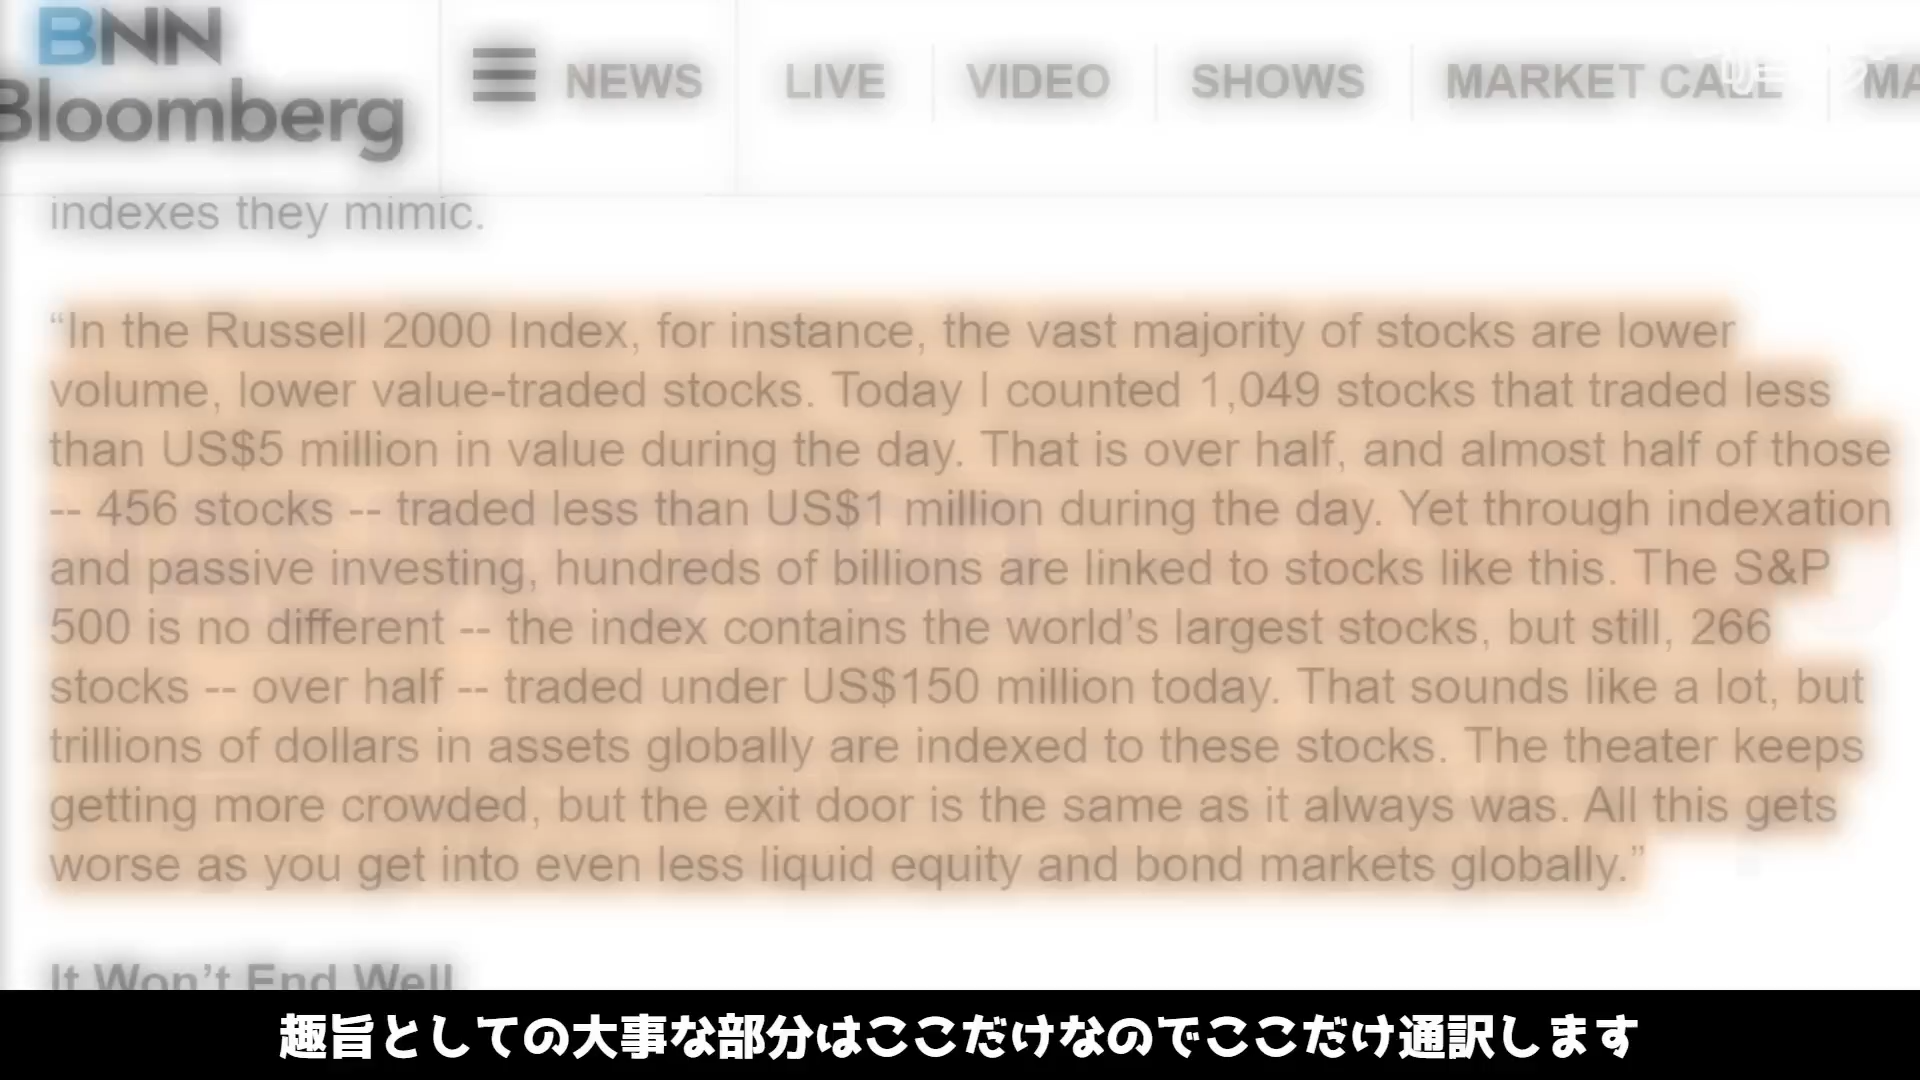 BNN
Bloomberg
NEWS
LIVE
VIDEO
SHOWS
MARKET CALL
MA
indexes they mimic.
“In the Russell 2000 Index, for instance, the vast majority of stocks are lower
volume, lower value-traded stocks. Today I counted 1,049 stocks that traded less
than US$5 million in value during the day. That is over half, and almost half of those
-- 456 stocks -- traded less than US$1 million during the day. Yet through indexation
and passive investing, hundreds of billions are linked to stocks like this. The S&P
500 is no different -- the index contains the world’s largest stocks, but still, 266
stocks -- over half -- traded under US$150 million today. That sounds like a lot, but
trillions of dollars in assets globally are indexed to these stocks. The theater keeps
getting more crowded, but the exit door is the same as it always was. All this gets
worse as you get into even less liquid equity and bond markets globally.”
It Won’t End Well
趣旨としての大事な部分はここだけなのでここだけ通訳します